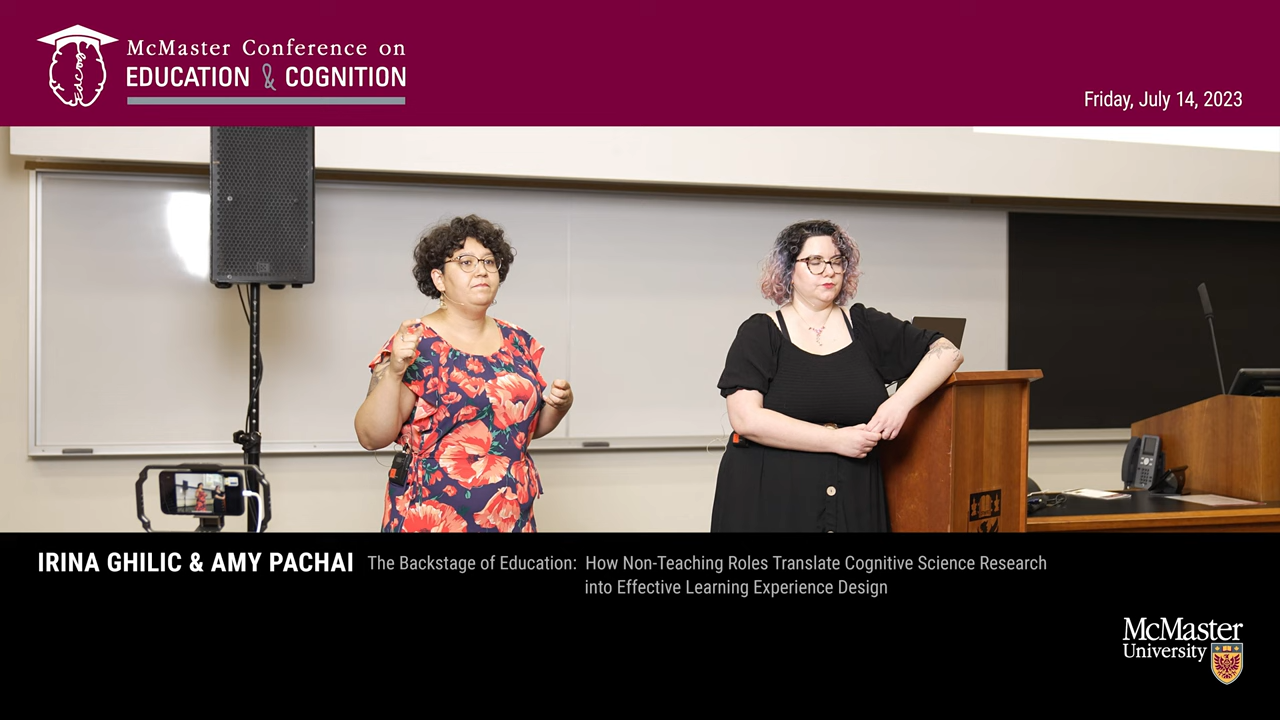 McMaster Conference on
EDUCATION & COGNITION
Friday, July 14, 2023
IRINA GHILIC & AMY PACHAI The Backstage of Education: How Non-Teaching Roles Translate Cognitive Science Research
into Effective Learning Experience Design
McMaster
University